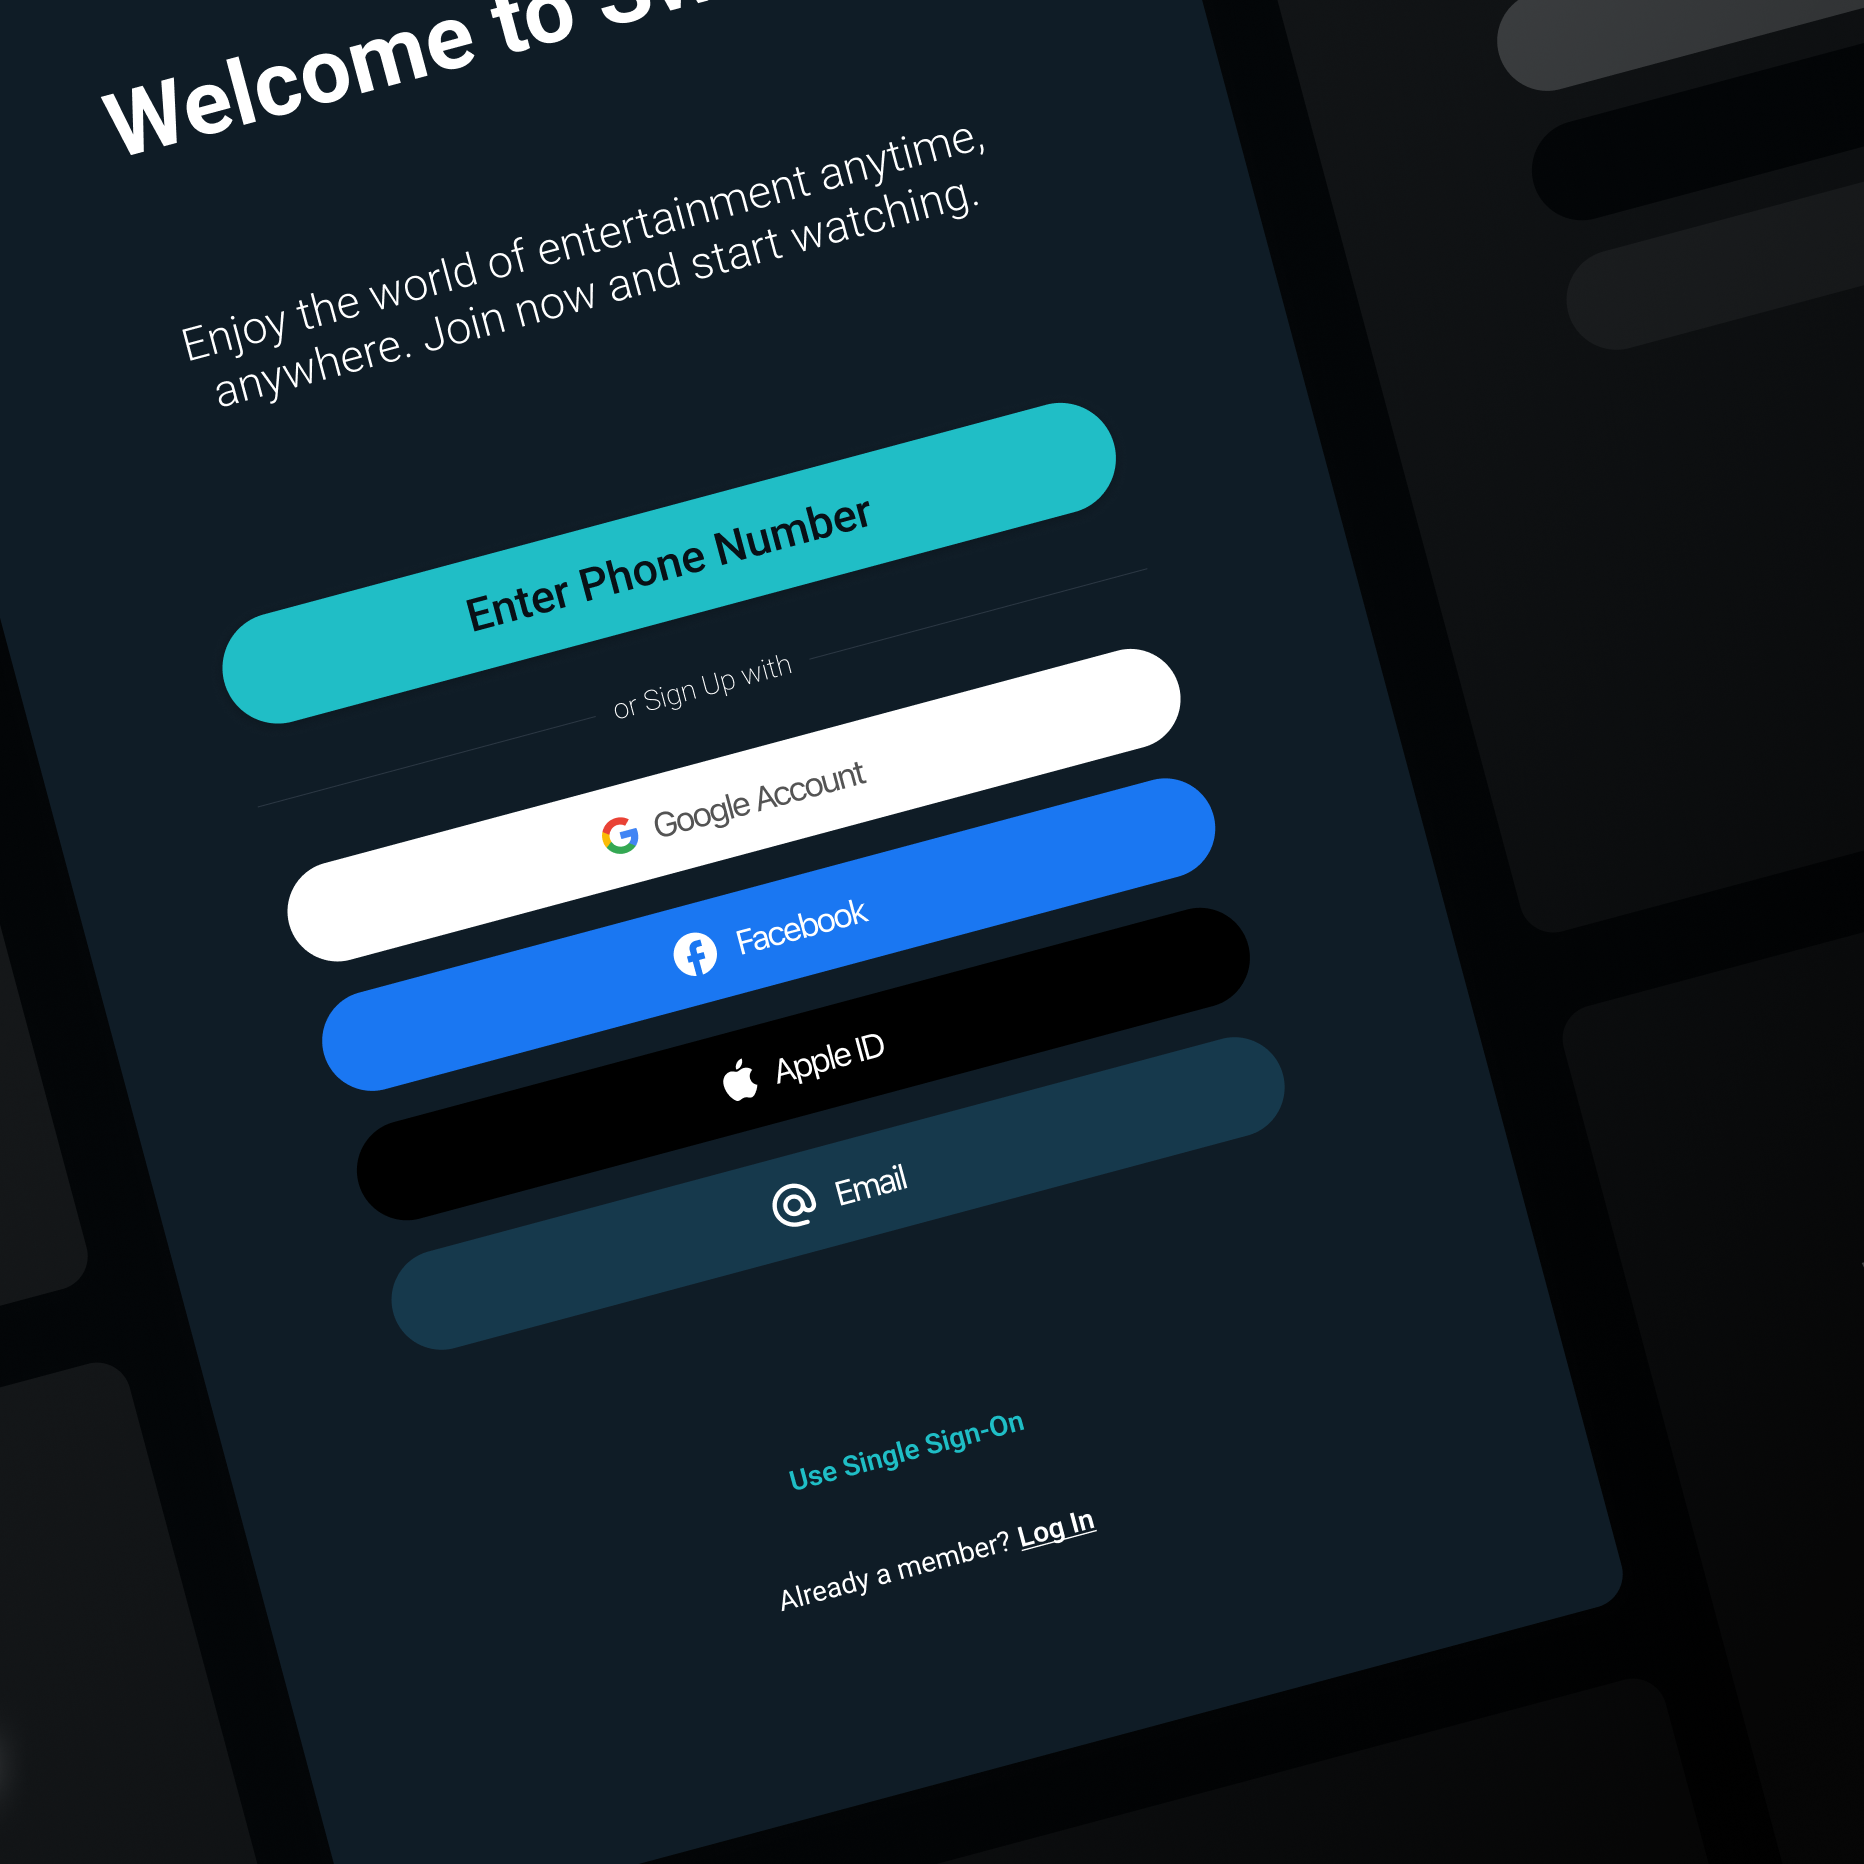 Welcome to
Enjoy the world of entertainment anytime,
anywhere. Join now and start watching.
Enter Phone Number
or Sign Up with
Google Account
Facebook
Apple ID
Email
Use Single Sign-On
Already a member? Log In